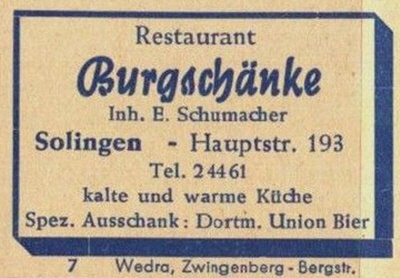 Restaurant
Burgschänke
Inh. E. Schumacher
Solingen - Hauptstr. 193
Tel. 24461
kalte und warme Küche
Spez. Ausschank: Dortm. Union Bier
7 Wedra, Zwingenberg-Bergstr.